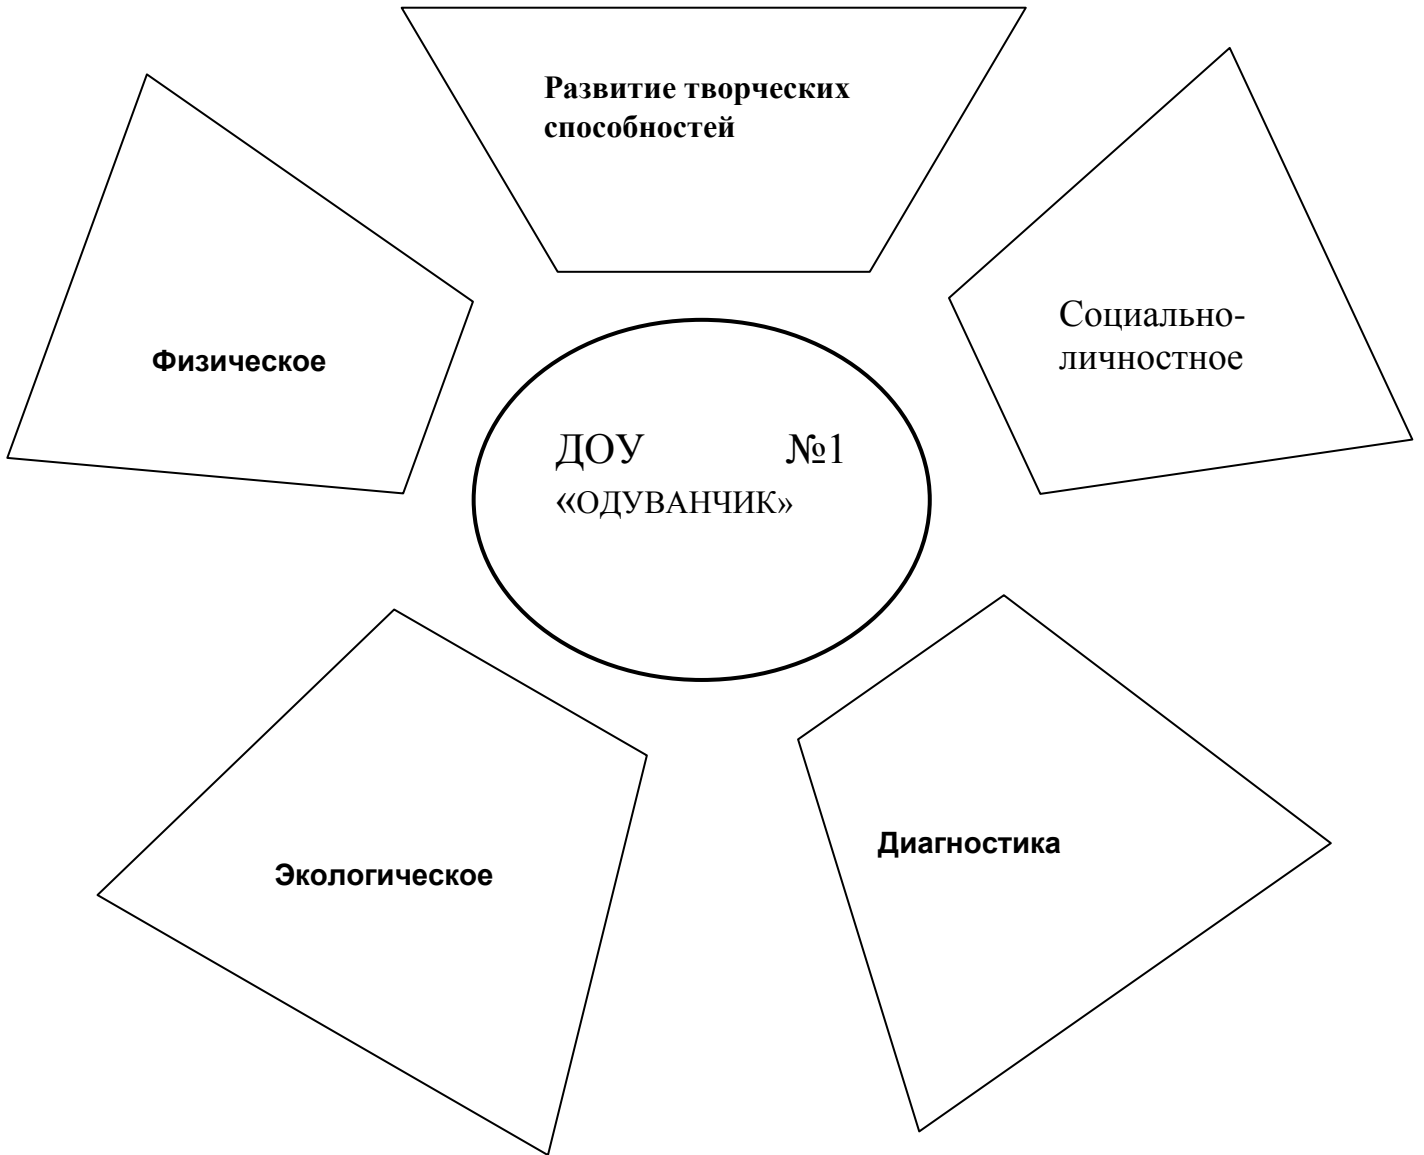 Развитие творческих
способностей
Социально-
личностное
Физическое
ДОУ №1
«ОДУВАНЧИК»
Диагностика
Экологическое